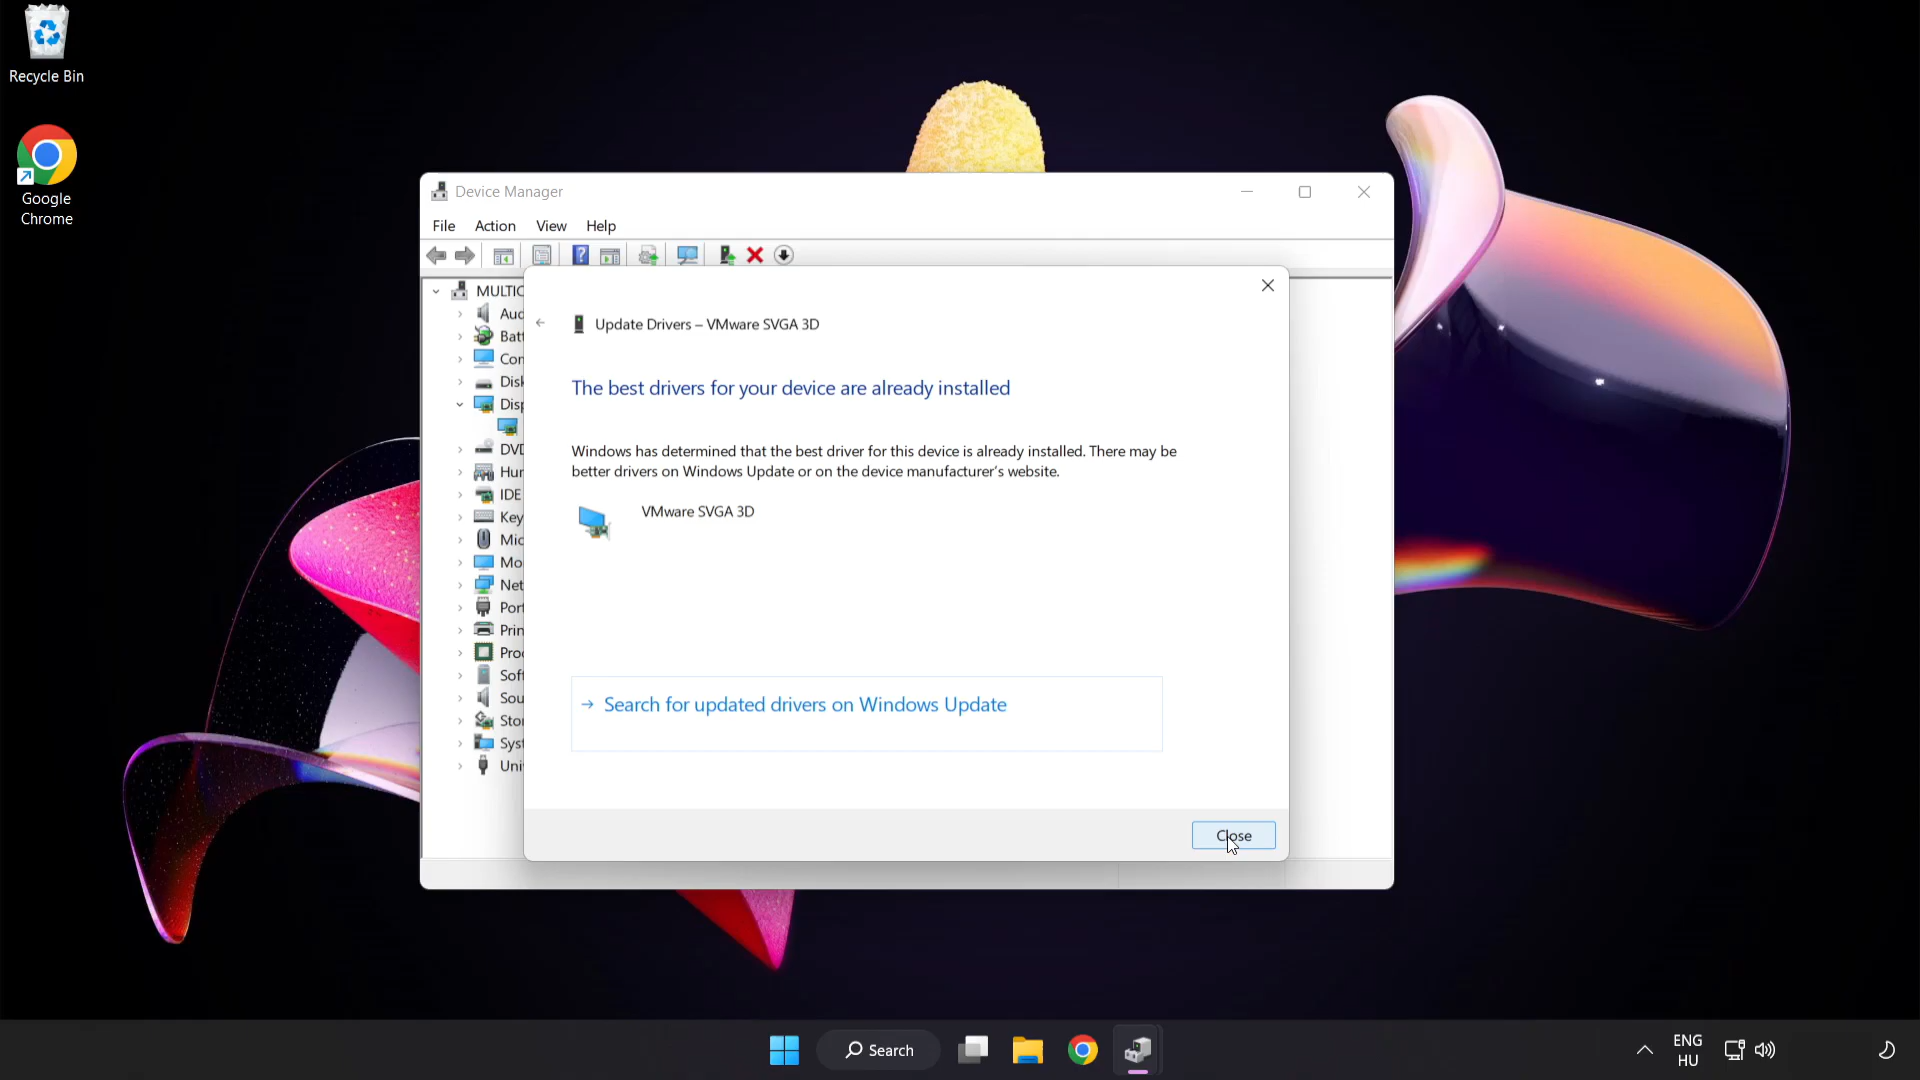 Recycle Bin
Google
Chrome
Device Manager
File Action View Help
Update Drivers – VMware SVGA 3D
The best drivers for your device are already installed
Windows has determined that the best driver for this device is already installed. There may be
better drivers on Windows Update or on the device manufacturer's website.
VMware SVGA 3D
Search for updated drivers on Windows Update
Close
MULTIC
Aud
Batt
Con
Disk
Disp
DVD
Hur
IDE
Key
Mic
Mo
Net
Port
Prin
Proc
Soft
Sou
Stor
Syst
Uni
Search
ENG
HU